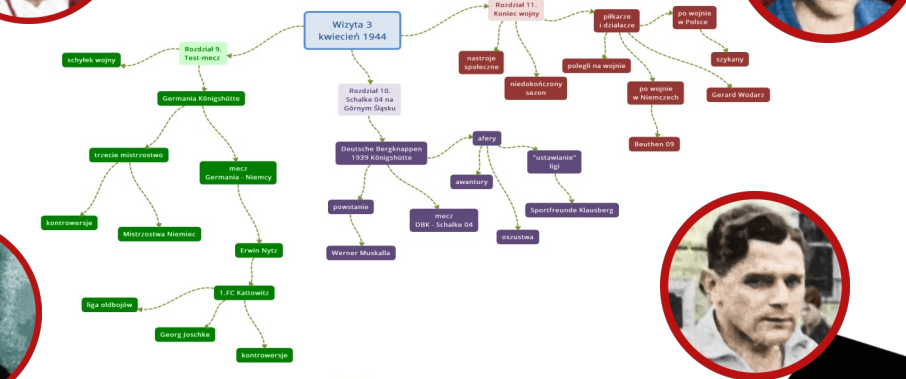 Wizyta 3
kwiecień 1944
Rozdział 9.
Test-mecz
schyłek wojny
Germania Königshütte
trzecie mistrzostwo
mecz
Germania - Niemcy
kontrowersje
Mistrzostwa Niemiec
Erwin Nytz
1.FC Kattowitz
liga oldbojów
Georg Joschke
kontrowersje
Rozdział 10.
Schalke 04 na
Górnym Śląsku
Deutsche Bergknappen
1939 Königshütte
powstanie
Werner Muskalla
mecz
DBK - Schalke 04
afery
awantury
oszustwa
"ustawianie"
ligi
Sportfreunde Klausberg
Rozdział 11.
Koniec wojny
nastroje
społeczne
niedokończony
sezon
piłkarze
i działacze
polegli na wojnie
po wojnie
w Niemczech
Beuthen 09
po wojnie
w Polsce
szykany
Gerard Wodarz